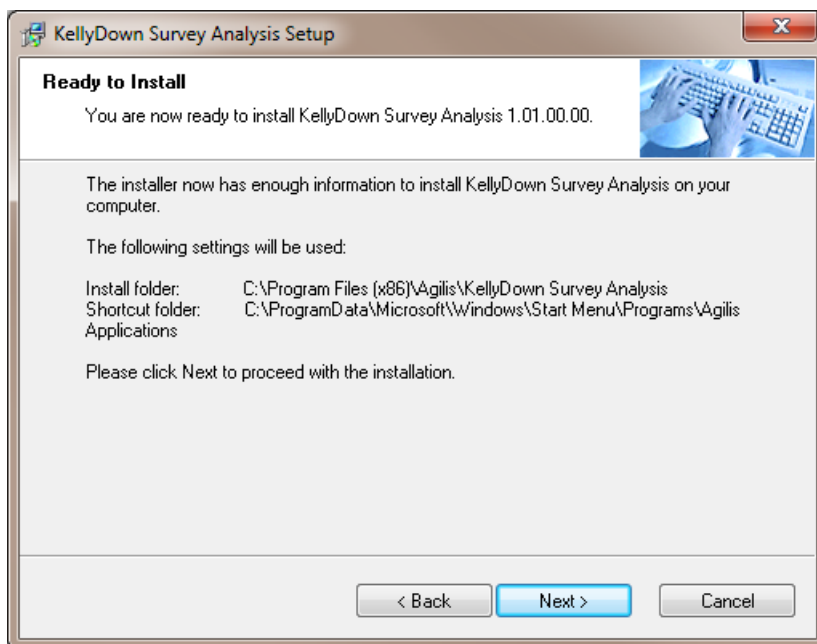 KellyDown Survey Analysis Setup
Ready to Install
You are now ready to install KellyDown Survey Analysis 1.01.00.00.
The installer now has enough information to install KellyDown Survey Analysis on your
computer.
The following settings will be used:
Install folder: C:\Program Files (x86)\Agilis\KellyDown Survey Analysis
Shortcut folder: C:\ProgramData\Microsoft\Windows\Start Menu\Programs\Agilis
Applications
Please click Next to proceed with the installation.
< Back Next > Cancel